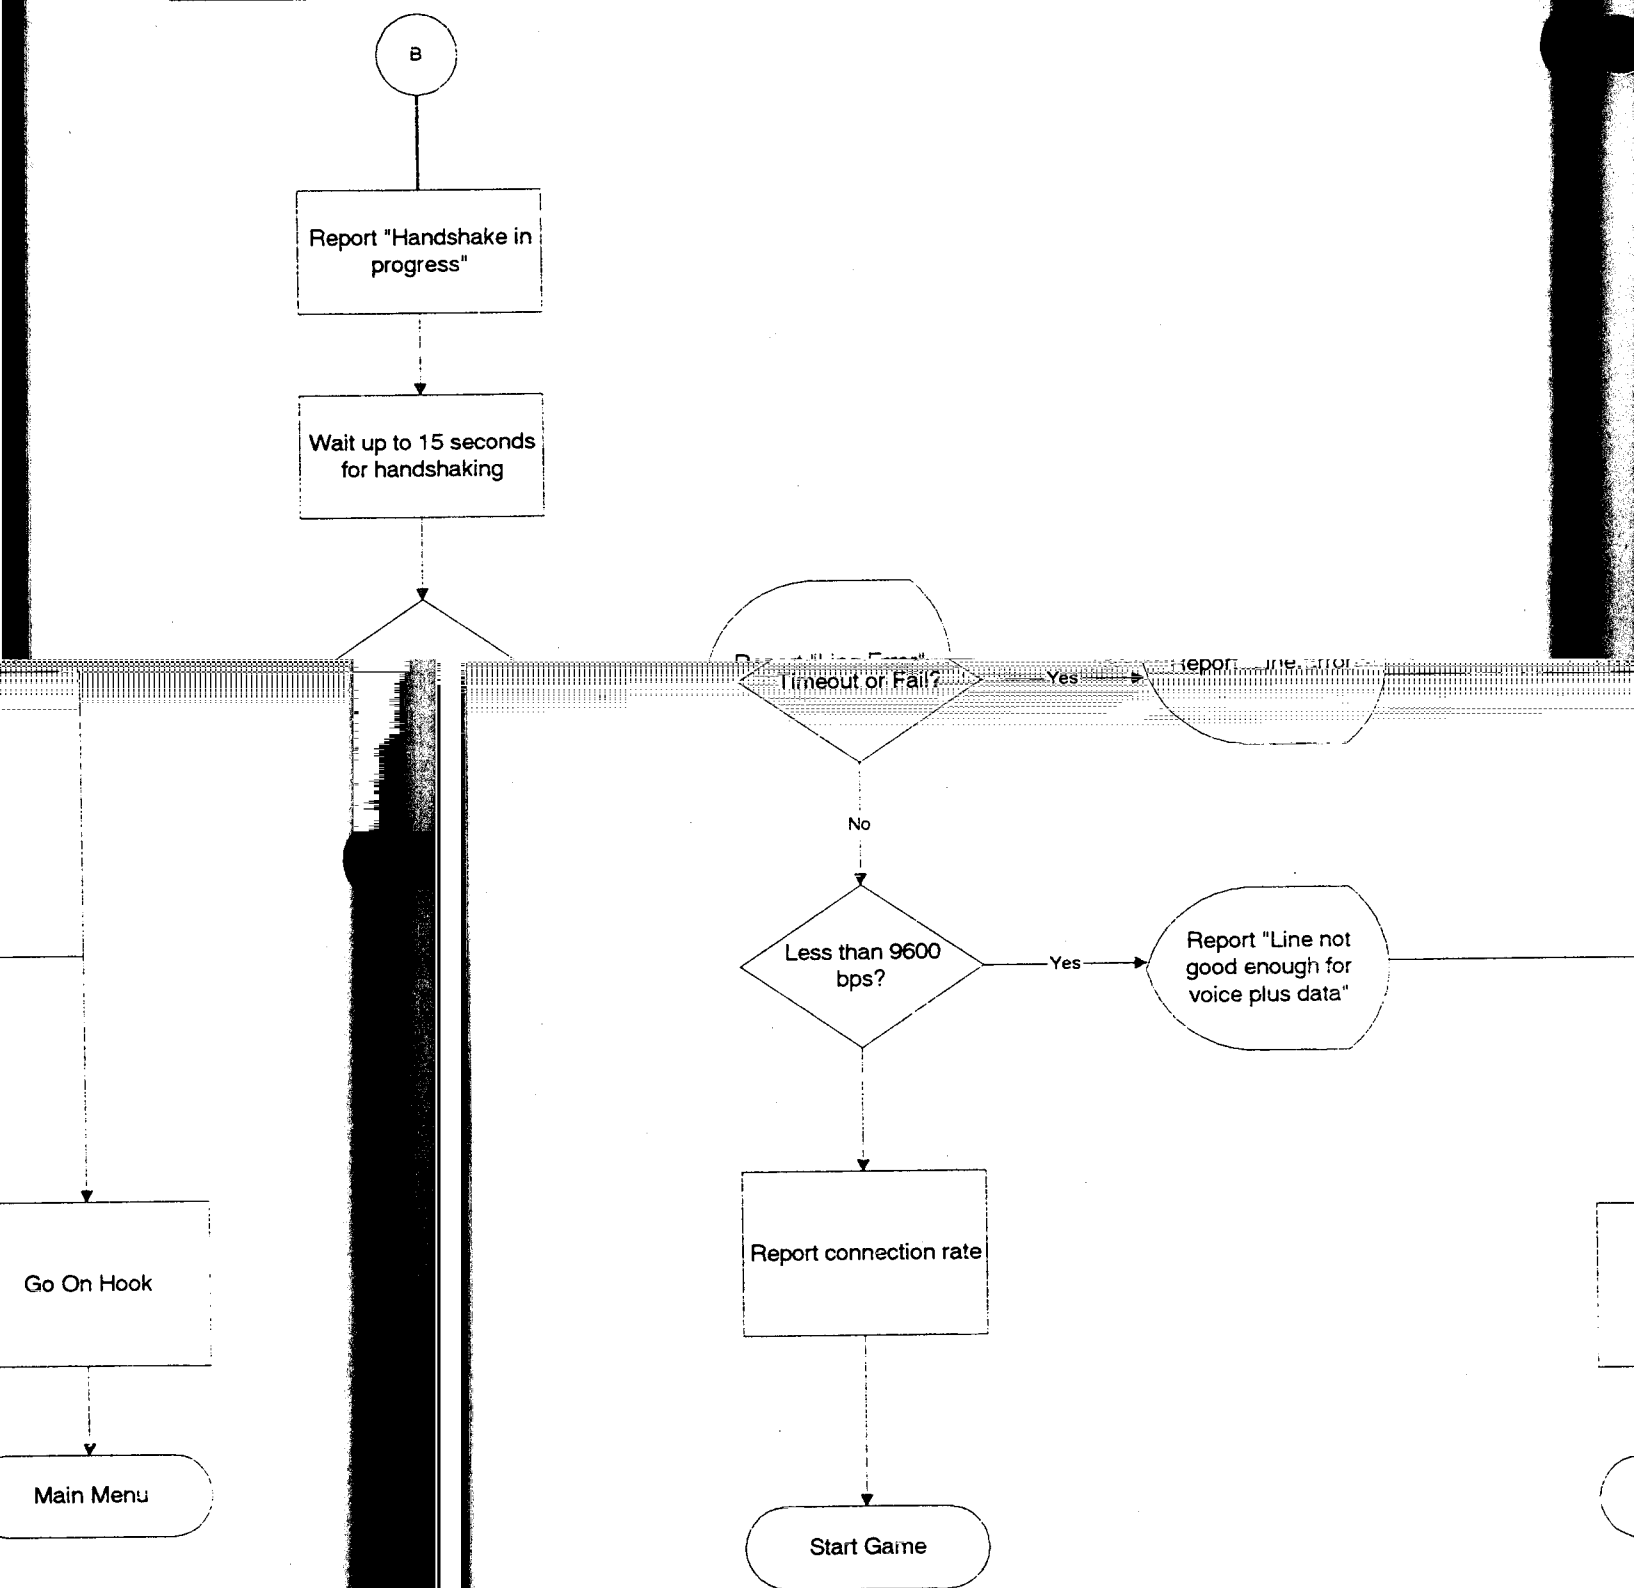 B
Report "Handshake in
progress"
Wait up to 15 seconds
for handshaking
Timeout or Fail?
Yes
No
Less than 9600
bps?
Yes
Report "Line not
good enough for
voice plus data"
Report connection rate
Go On Hook
Main Menu
Start Game